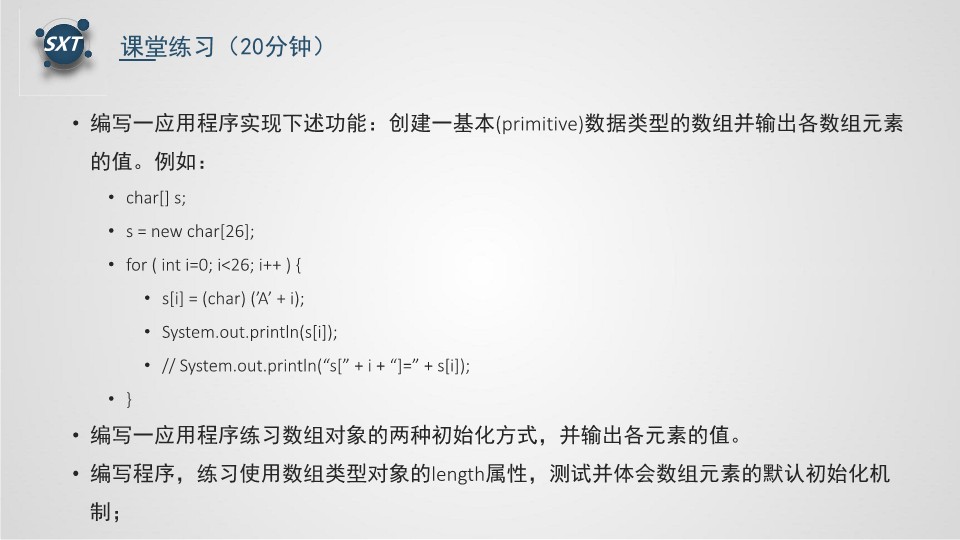 SXT
课堂练习（20分钟）
• 编写一应用程序实现下述功能：创建一基本(primitive)数据类型的数组并输出各数组元素
的值。例如：
• char[] s;
• s = new char[26];
• for ( int i=0; i<26; i++ ) {
• s[i] = (char) (’A’ + i);
• System.out.println(s[i]);
• // System.out.println(“s[” + i + “]=” + s[i]);
• }
• 编写一应用程序练习数组对象的两种初始化方式，并输出各元素的值。
• 编写程序，练习使用数组类型对象的length属性，测试并体会数组元素的默认初始化机
制；